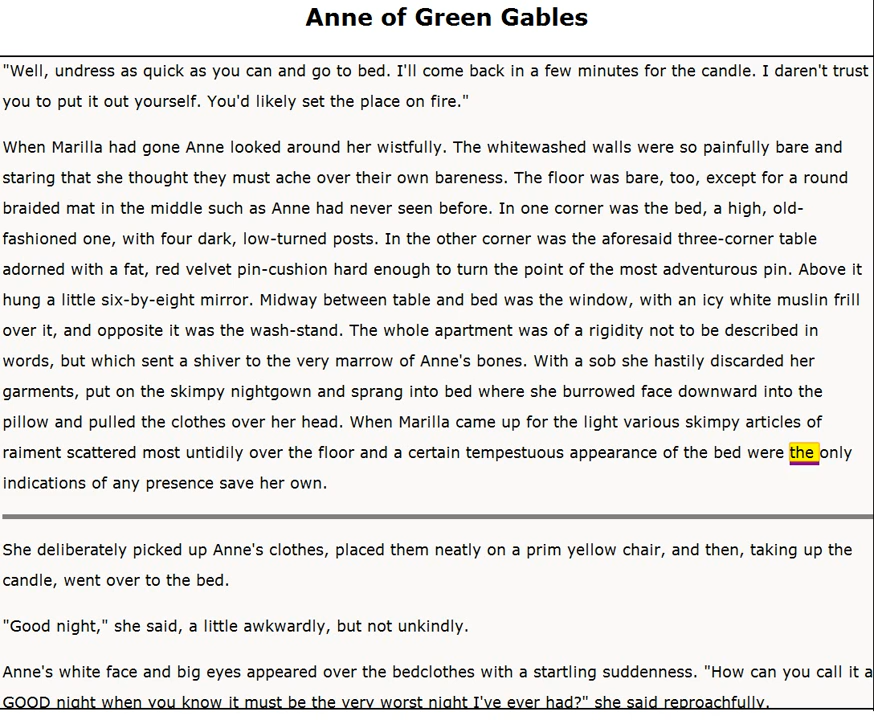 Anne of Green Gables
"Well, undress as quick as you can and go to bed. I'll come back in a few minutes for the candle. I daren't trust
you to put it out yourself. You'd likely set the place on fire."
When Marilla had gone Anne looked around her wistfully. The whitewashed walls were so painfully bare and
staring that she thought they must ache over their own bareness. The floor was bare, too, except for a round
braided mat in the middle such as Anne had never seen before. In one corner was the bed, a high, old-
fashioned one, with four dark, low-turned posts. In the other corner was the aforesaid three-corner table
adorned with a fat, red velvet pin-cushion hard enough to turn the point of the most adventurous pin. Above it
hung a little six-by-eight mirror. Midway between table and bed was the window, with an icy white muslin frill
over it, and opposite it was the wash-stand. The whole apartment was of a rigidity not to be described in
words, but which sent a shiver to the very marrow of Anne's bones. With a sob she hastily discarded her
garments, put on the skimpy nightgown and sprang into bed where she burrowed face downward into the
pillow and pulled the clothes over her head. When Marilla came up for the light various skimpy articles of
raiment scattered most untidily over the floor and a certain tempestuous appearance of the bed were the only
indications of any presence save her own.
She deliberately picked up Anne's clothes, placed them neatly on a prim yellow chair, and then, taking up the
candle, went over to the bed.
"Good night," she said, a little awkwardly, but not unkindly.
Anne's white face and big eyes appeared over the bedclothes with a startling suddenness. "How can you call it a
GOOD night when you know it must be the very worst night I've ever had?" she said reproachfully.